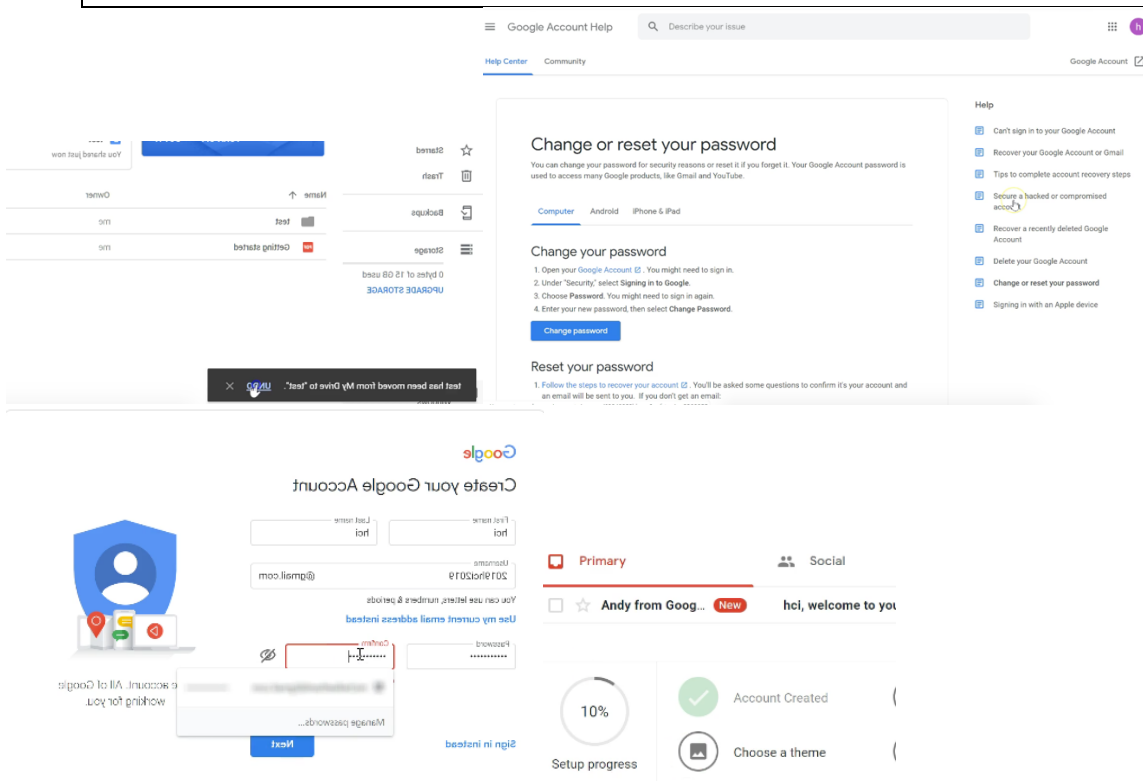 Google Account Help
Describe your issue
h
Help Center Community
Google Account
Help
Can't sign in to your Google Account
Recover your Google Account or Gmail
Tips to complete account recovery steps
Secure a hacked or compromised
account
Recover a recently deleted Google
Account
Delete your Google Account
Change or reset your password
Signing in with an Apple device
Change or reset your password
You can change your password for security reasons or reset it if you forget it. Your Google Account password is
used to access many Google products, like Gmail and YouTube.
Computer Android iPhone & iPad
Change your password
1. Open your Google Account . You might need to sign in.
2. Under "Security," select Signing in to Google.
3. Choose Password. You might need to sign in again.
4. Enter your new password, then select Change Password.
Change password
Reset your password
1. Follow the steps to recover your account . You'll be asked some questions to confirm it's your account and
an email will be sent to you. If you don't get an email:
You shared just now
Starred
Trash
Backups
Storage
0 bytes of 15 GB used
UPGRADE STORAGE
Name Owner
test me
Getting started me
test has been moved from My Drive to "test". UNDO
Google
Create your Google Account
First name
hci
Last name
hci
Username
2019hci2019 @gmail.com
You can use letters, numbers & periods
Use my current email address instead
Password
Confirm
Manage passwords...
Sign in instead
Next
account. All of Google
working for you.
Primary Social
Andy from Goog... New hci, welcome to you
10%
Setup progress
Account Created
Choose a theme